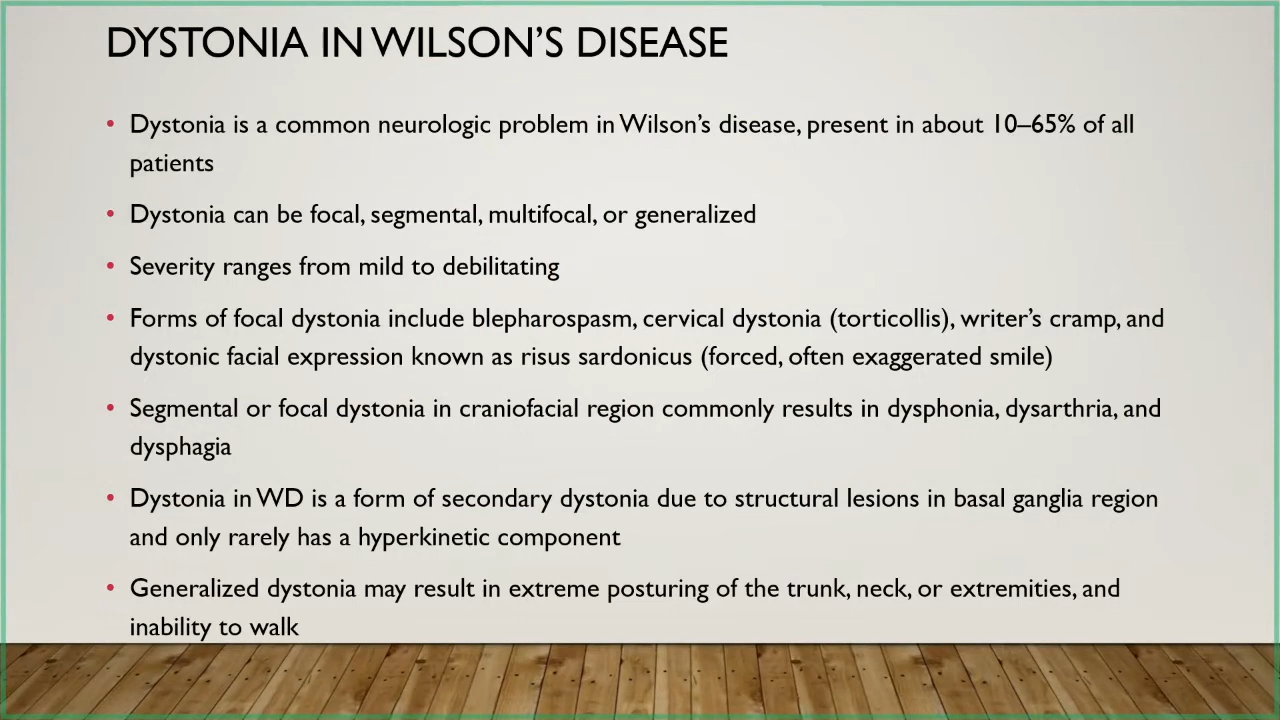 DYSTONIA IN WILSON’S DISEASE
• Dystonia is a common neurologic problem in Wilson’s disease, present in about 10–65% of all
patients
• Dystonia can be focal, segmental, multifocal, or generalized
• Severity ranges from mild to debilitating
• Forms of focal dystonia include blepharospasm, cervical dystonia (torticollis), writer’s cramp, and
dystonic facial expression known as risus sardonicus (forced, often exaggerated smile)
• Segmental or focal dystonia in craniofacial region commonly results in dysphonia, dysarthria, and
dysphagia
• Dystonia in WD is a form of secondary dystonia due to structural lesions in basal ganglia region
and only rarely has a hyperkinetic component
• Generalized dystonia may result in extreme posturing of the trunk, neck, or extremities, and
inability to walk